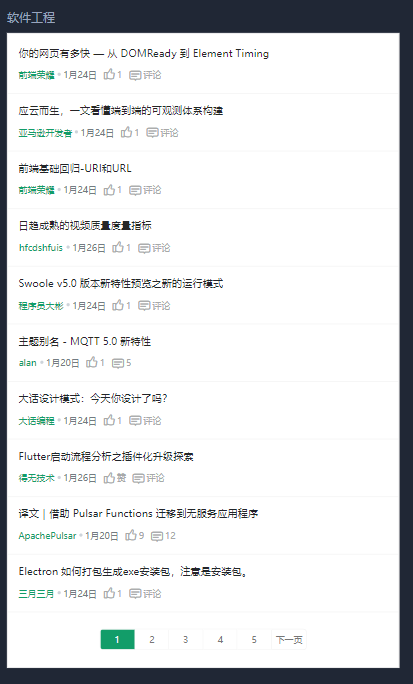 软件工程
你的网页有多快 — 从 DOMReady 到 Element Timing
前端荣耀 • 1月24日 1 评论
应云而生，一文看懂端到端的可观测体系构建
亚马逊开发者 • 1月24日 1 评论
前端基础回归-URI和URL
前端荣耀 • 1月24日 1 评论
日趋成熟的视频质量度量指标
hfcdshfuis • 1月26日 1 评论
Swoole v5.0 版本新特性预览之新的运行模式
程序员大彬 • 1月24日 1 评论
主题别名 - MQTT 5.0 新特性
alan • 1月20日 1 5
大话设计模式：今天你设计了吗？
大话编程 • 1月24日 1 评论
Flutter启动流程分析之插件化升级探索
得无技术 • 1月26日 赞 评论
译文 | 借助 Pulsar Functions 迁移到无服务应用程序
ApachePulsar • 1月20日 9 12
Electron 如何打包生成exe安装包，注意是安装包。
三月三月 • 1月24日 1 评论
1 2 3 4 5 下一页